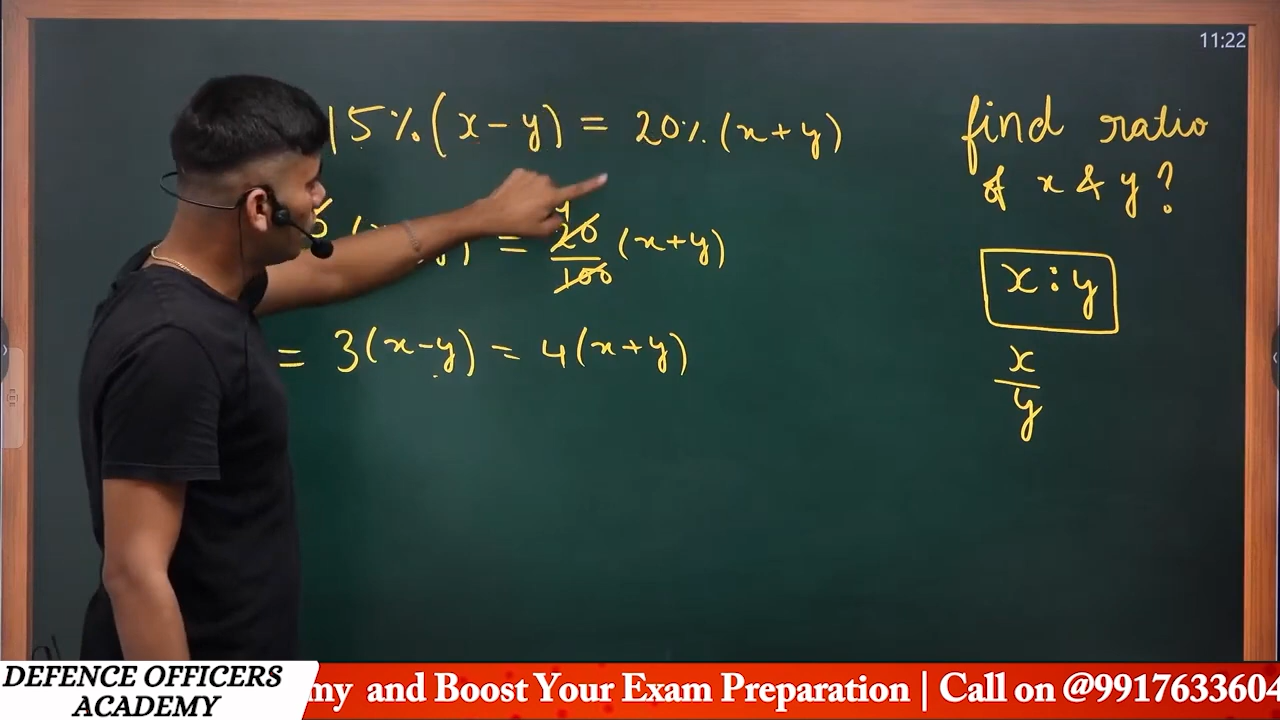 11:22
15%(x-y) = 20%(x+y)
find ratio
of x & y?
= 4 20/100 (x+y)
x:y
= 3(x-y) = 4(x+y)
x/y
DEFENCE OFFICERS
ACADEMY
my and Boost Your Exam Preparation | Call on @9917633604